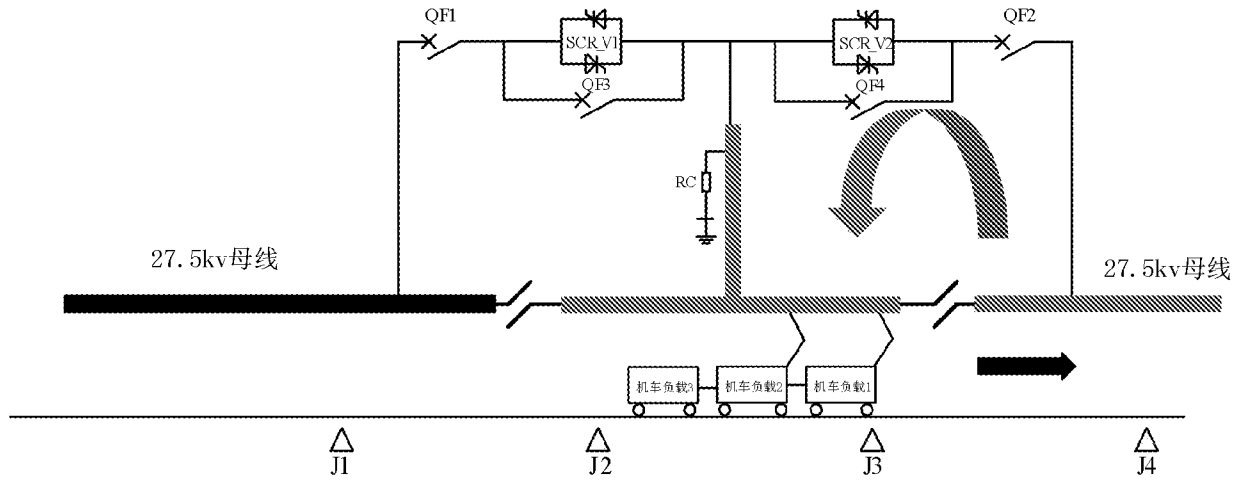 QF1
SCR_V1
QF3
SCR_V2
QF4
QF2
RC
27.5kv母线
27.5kv母线
机车负载3
机车负载2
机车负载1
J1
J2
J3
J4